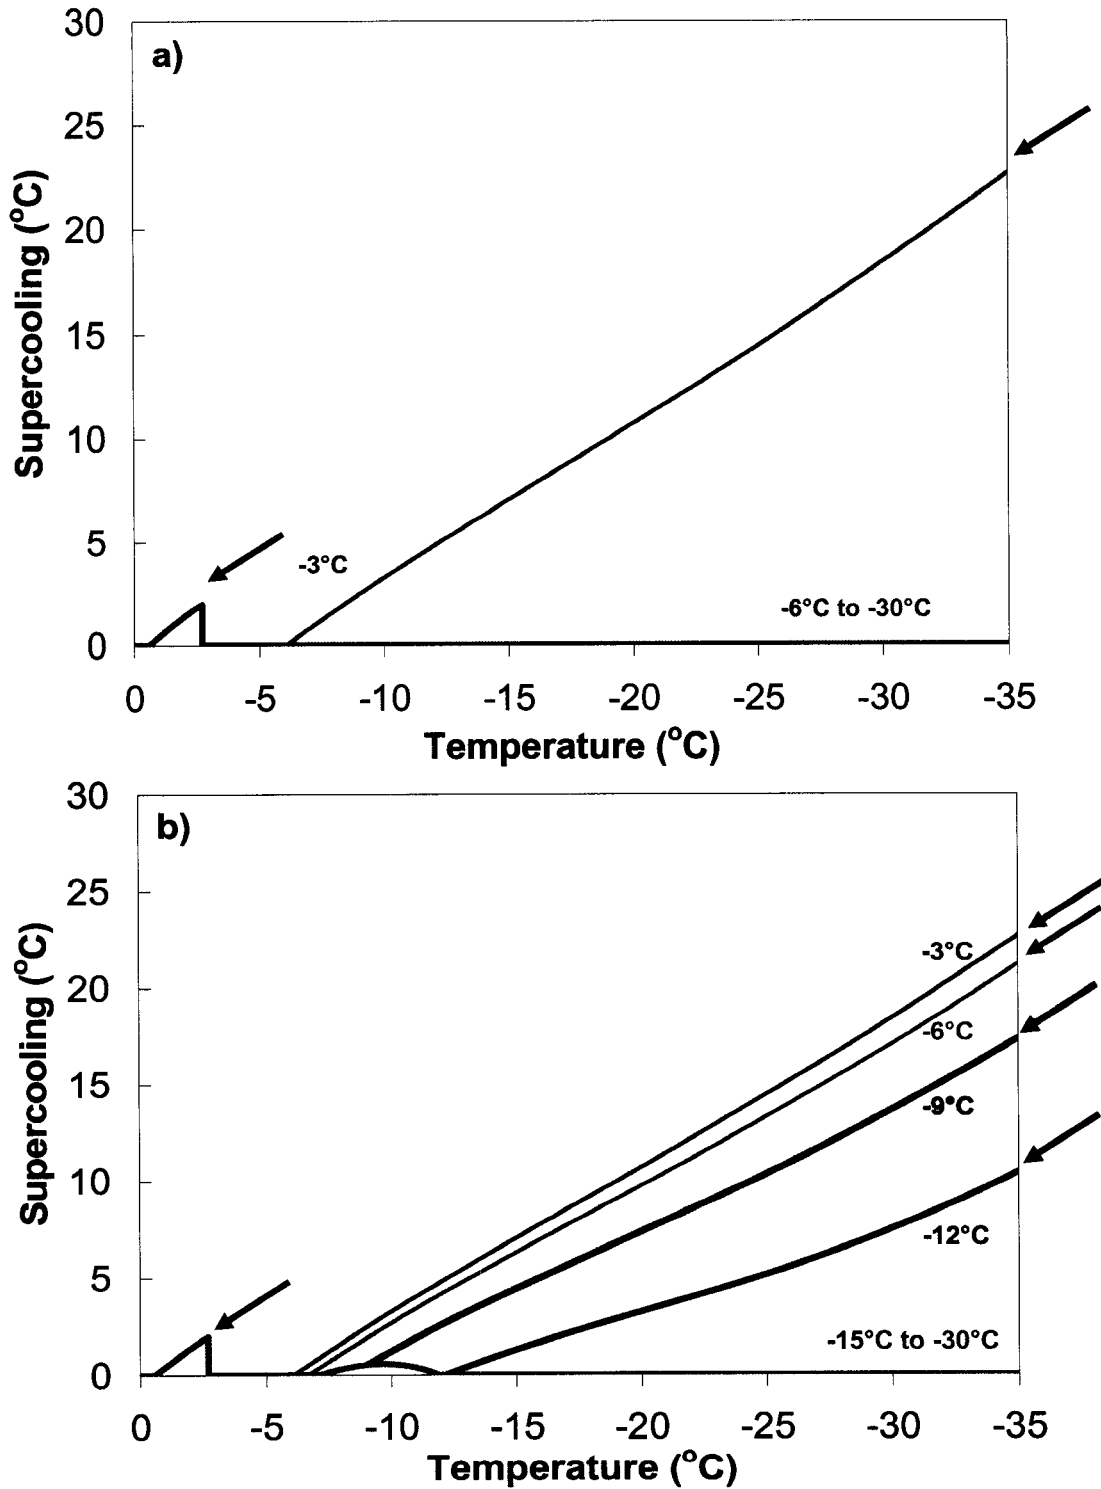 a)
30
25
20
15
10
5
0
Supercooling (°C)
-3°C
-6°C to -30°C
0 -5 -10 -15 -20 -25 -30 -35
Temperature (°C)
b)
30
25
20
15
10
5
0
Supercooling (°C)
-3°C
-6°C
-9°C
-12°C
-15°C to -30°C
0 -5 -10 -15 -20 -25 -30 -35
Temperature (°C)